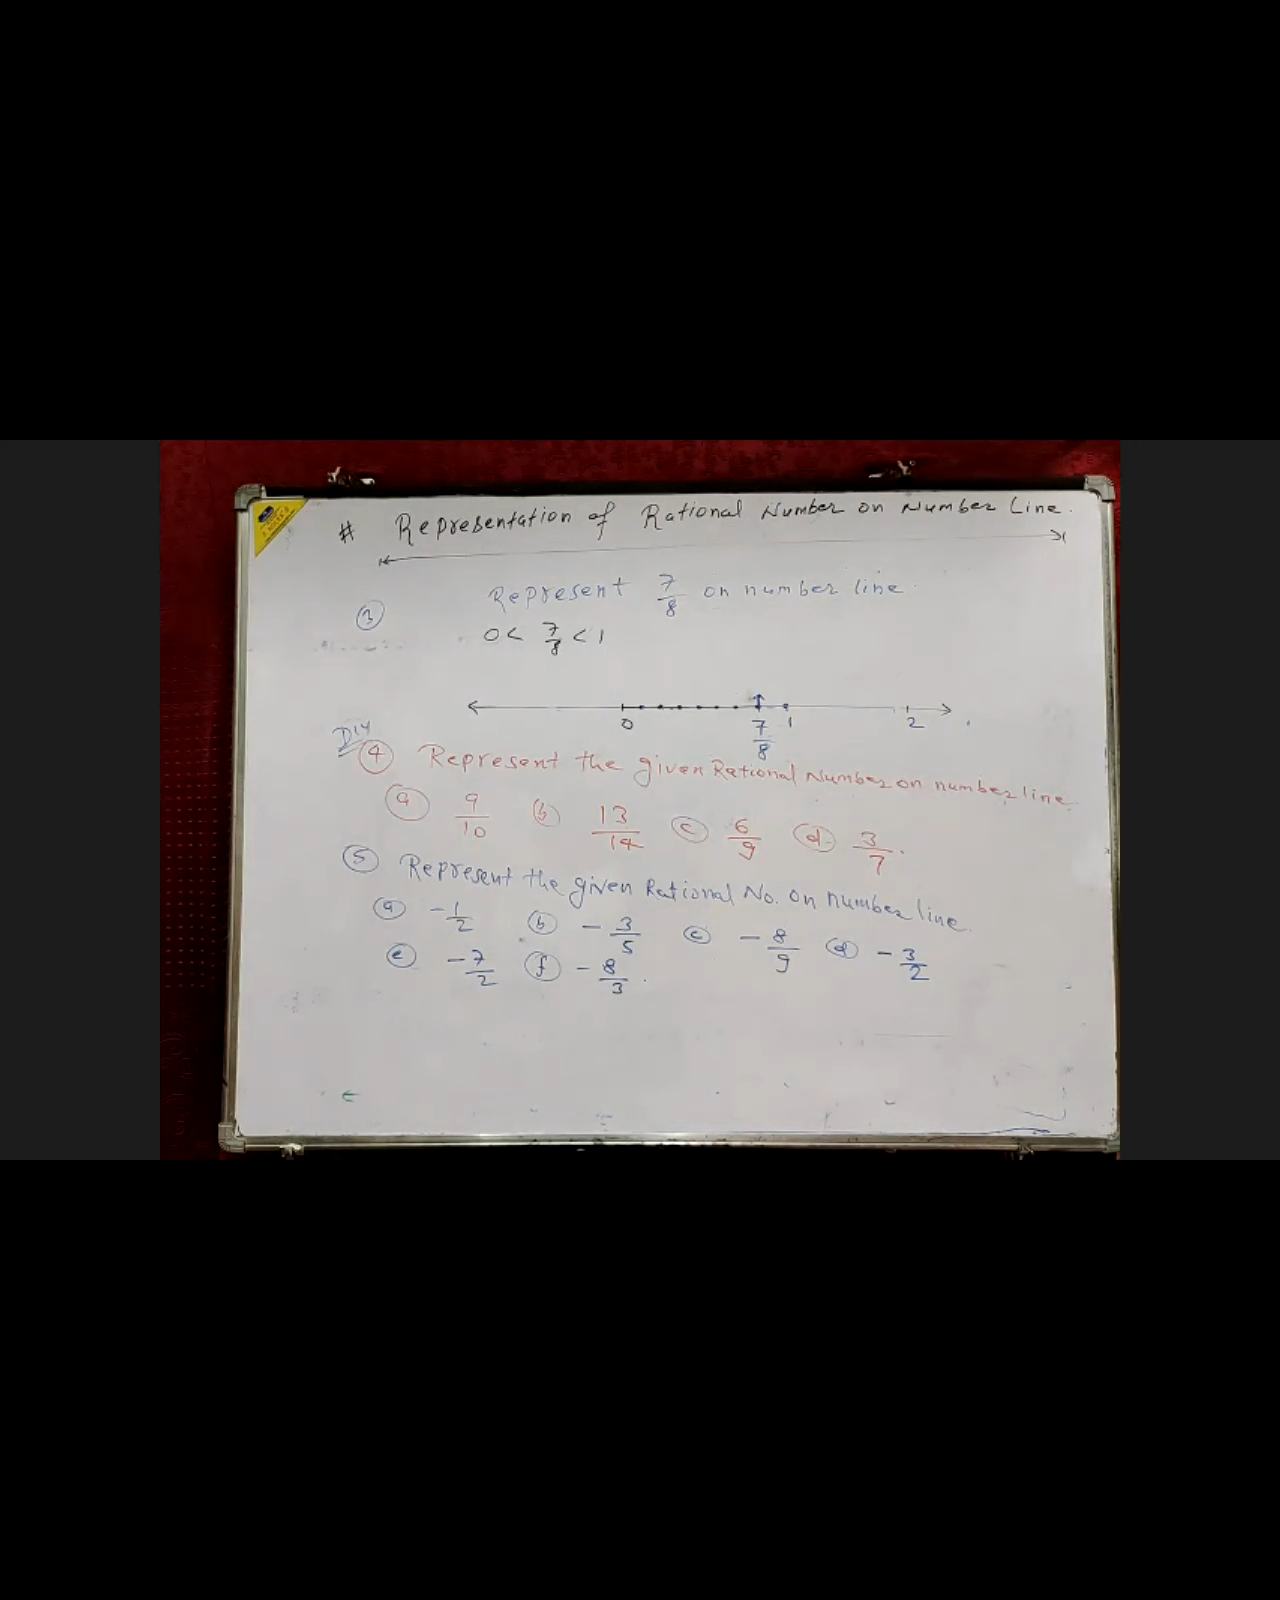 # Representation of Rational Number on Number Line.
③ Represent 7/8 on number line.
0 < 7/8 < 1
0 7/8 1 2
DIY
④ Represent the given Rational Number on number line
ⓐ 9/10 ⓑ 13/14 ⓒ 6/9 ⓓ 3/7.
⑤ Represent the given Rational No. on number line.
ⓐ -1/2 ⓑ -3/5 ⓒ -8/9 ⓓ -3/2
ⓔ -7/2 ⓕ -8/3.